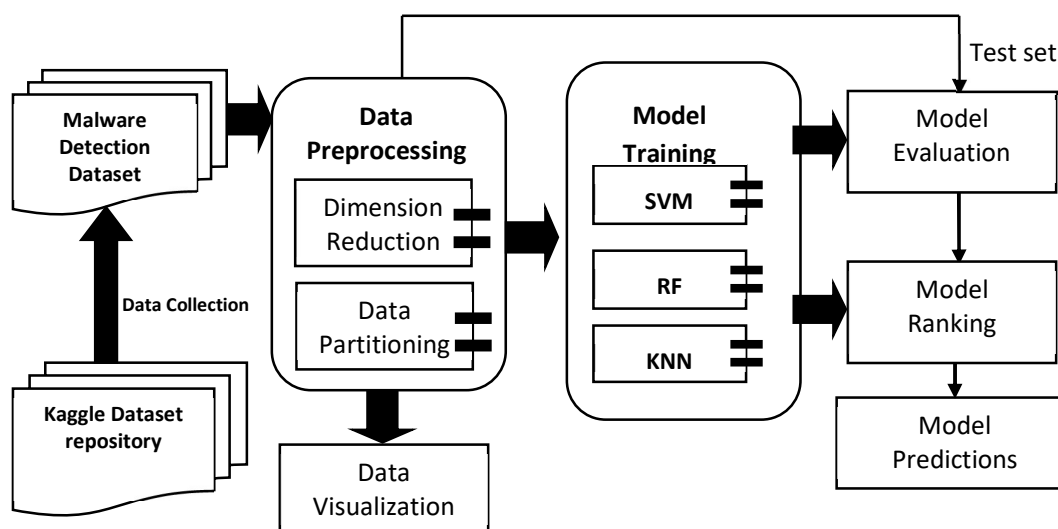 Test set
Malware
Detection
Dataset
Data
Preprocessing
Dimension
Reduction
Data
Partitioning
Model
Training
SVM
RF
KNN
Model
Evaluation
Model
Ranking
Model
Predictions
Data Collection
Kaggle Dataset
repository
Data
Visualization